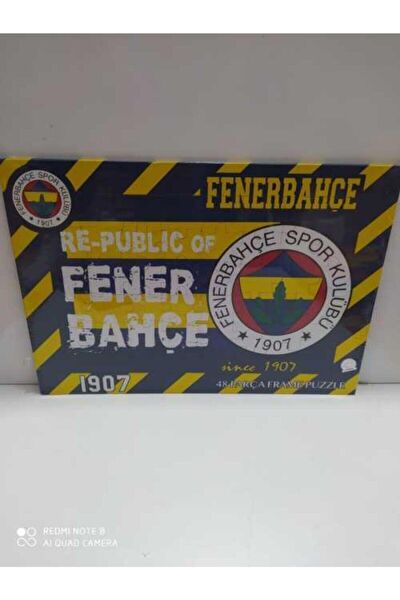 FENERBAHÇE SPOR KULÜBÜ
1907
FENERBAHÇE
RE-PUBLIC OF
FENER
BAHÇE
1907
FENERBAHÇE SPOR KULÜBÜ
1907
since 1907
48 PARÇA FRAME PUZZLE
REDMI NOTE 8
AI QUAD CAMERA